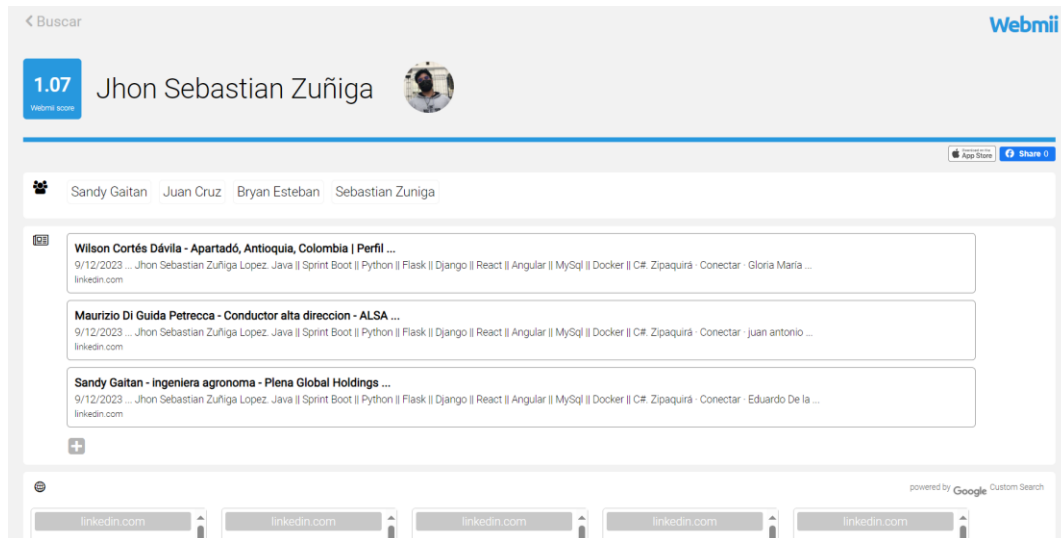 Buscar
Webmii
1.07
Webmii score
Jhon Sebastian Zuñiga
Download on the App Store
Share 0
Sandy Gaitan Juan Cruz Bryan Esteban Sebastian Zuniga
Wilson Cortés Dávila - Apartadó, Antioquia, Colombia | Perfil ...
9/12/2023 ... Jhon Sebastian Zuñiga Lopez. Java || Sprint Boot || Python || Flask || Django || React || Angular || MySql || Docker || C#. Zipaquirá · Conectar · Gloria María ...
linkedin.com
Maurizio Di Guida Petrecca - Conductor alta direccion - ALSA ...
9/12/2023 ... Jhon Sebastian Zuñiga Lopez. Java || Sprint Boot || Python || Flask || Django || React || Angular || MySql || Docker || C#. Zipaquirá · Conectar · juan antonio ...
linkedin.com
Sandy Gaitan - ingeniera agronoma - Plena Global Holdings ...
9/12/2023 ... Jhon Sebastian Zuñiga Lopez. Java || Sprint Boot || Python || Flask || Django || React || Angular || MySql || Docker || C#. Zipaquirá · Conectar · Eduardo De la ...
linkedin.com
powered by Google Custom Search
linkedin.com linkedin.com linkedin.com linkedin.com linkedin.com